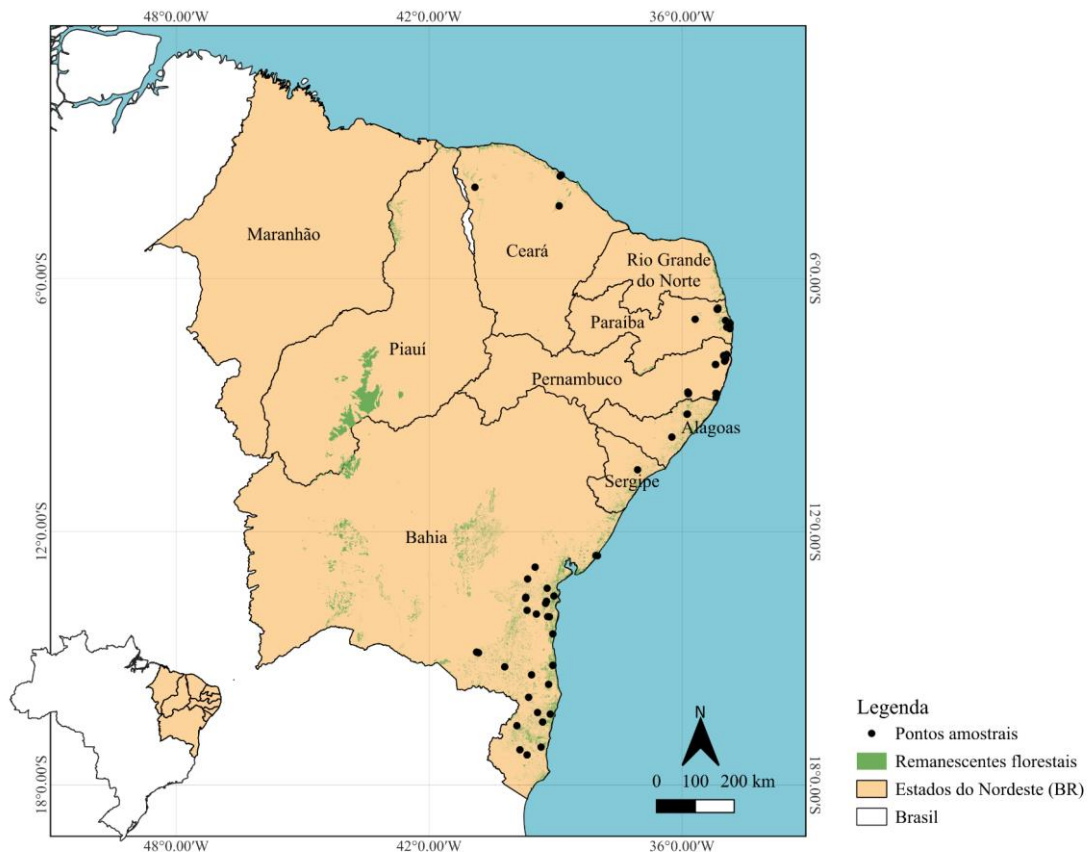 48°0.00'W 42°0.00'W 36°0.00'W
Maranhão
Ceará
Rio Grande
do Norte
6°0.00'S 6°0.00'S
Paraíba
Piauí
Pernambuco
Alagoas
Sergipe
12°0.00'S 12°0.00'S
Bahia
N
0 100 200 km
18°0.00'S 18°0.00'S
48°0.00'W 42°0.00'W 36°0.00'W
Legenda
Pontos amostrais
Remanescentes florestais
Estados do Nordeste (BR)
Brasil